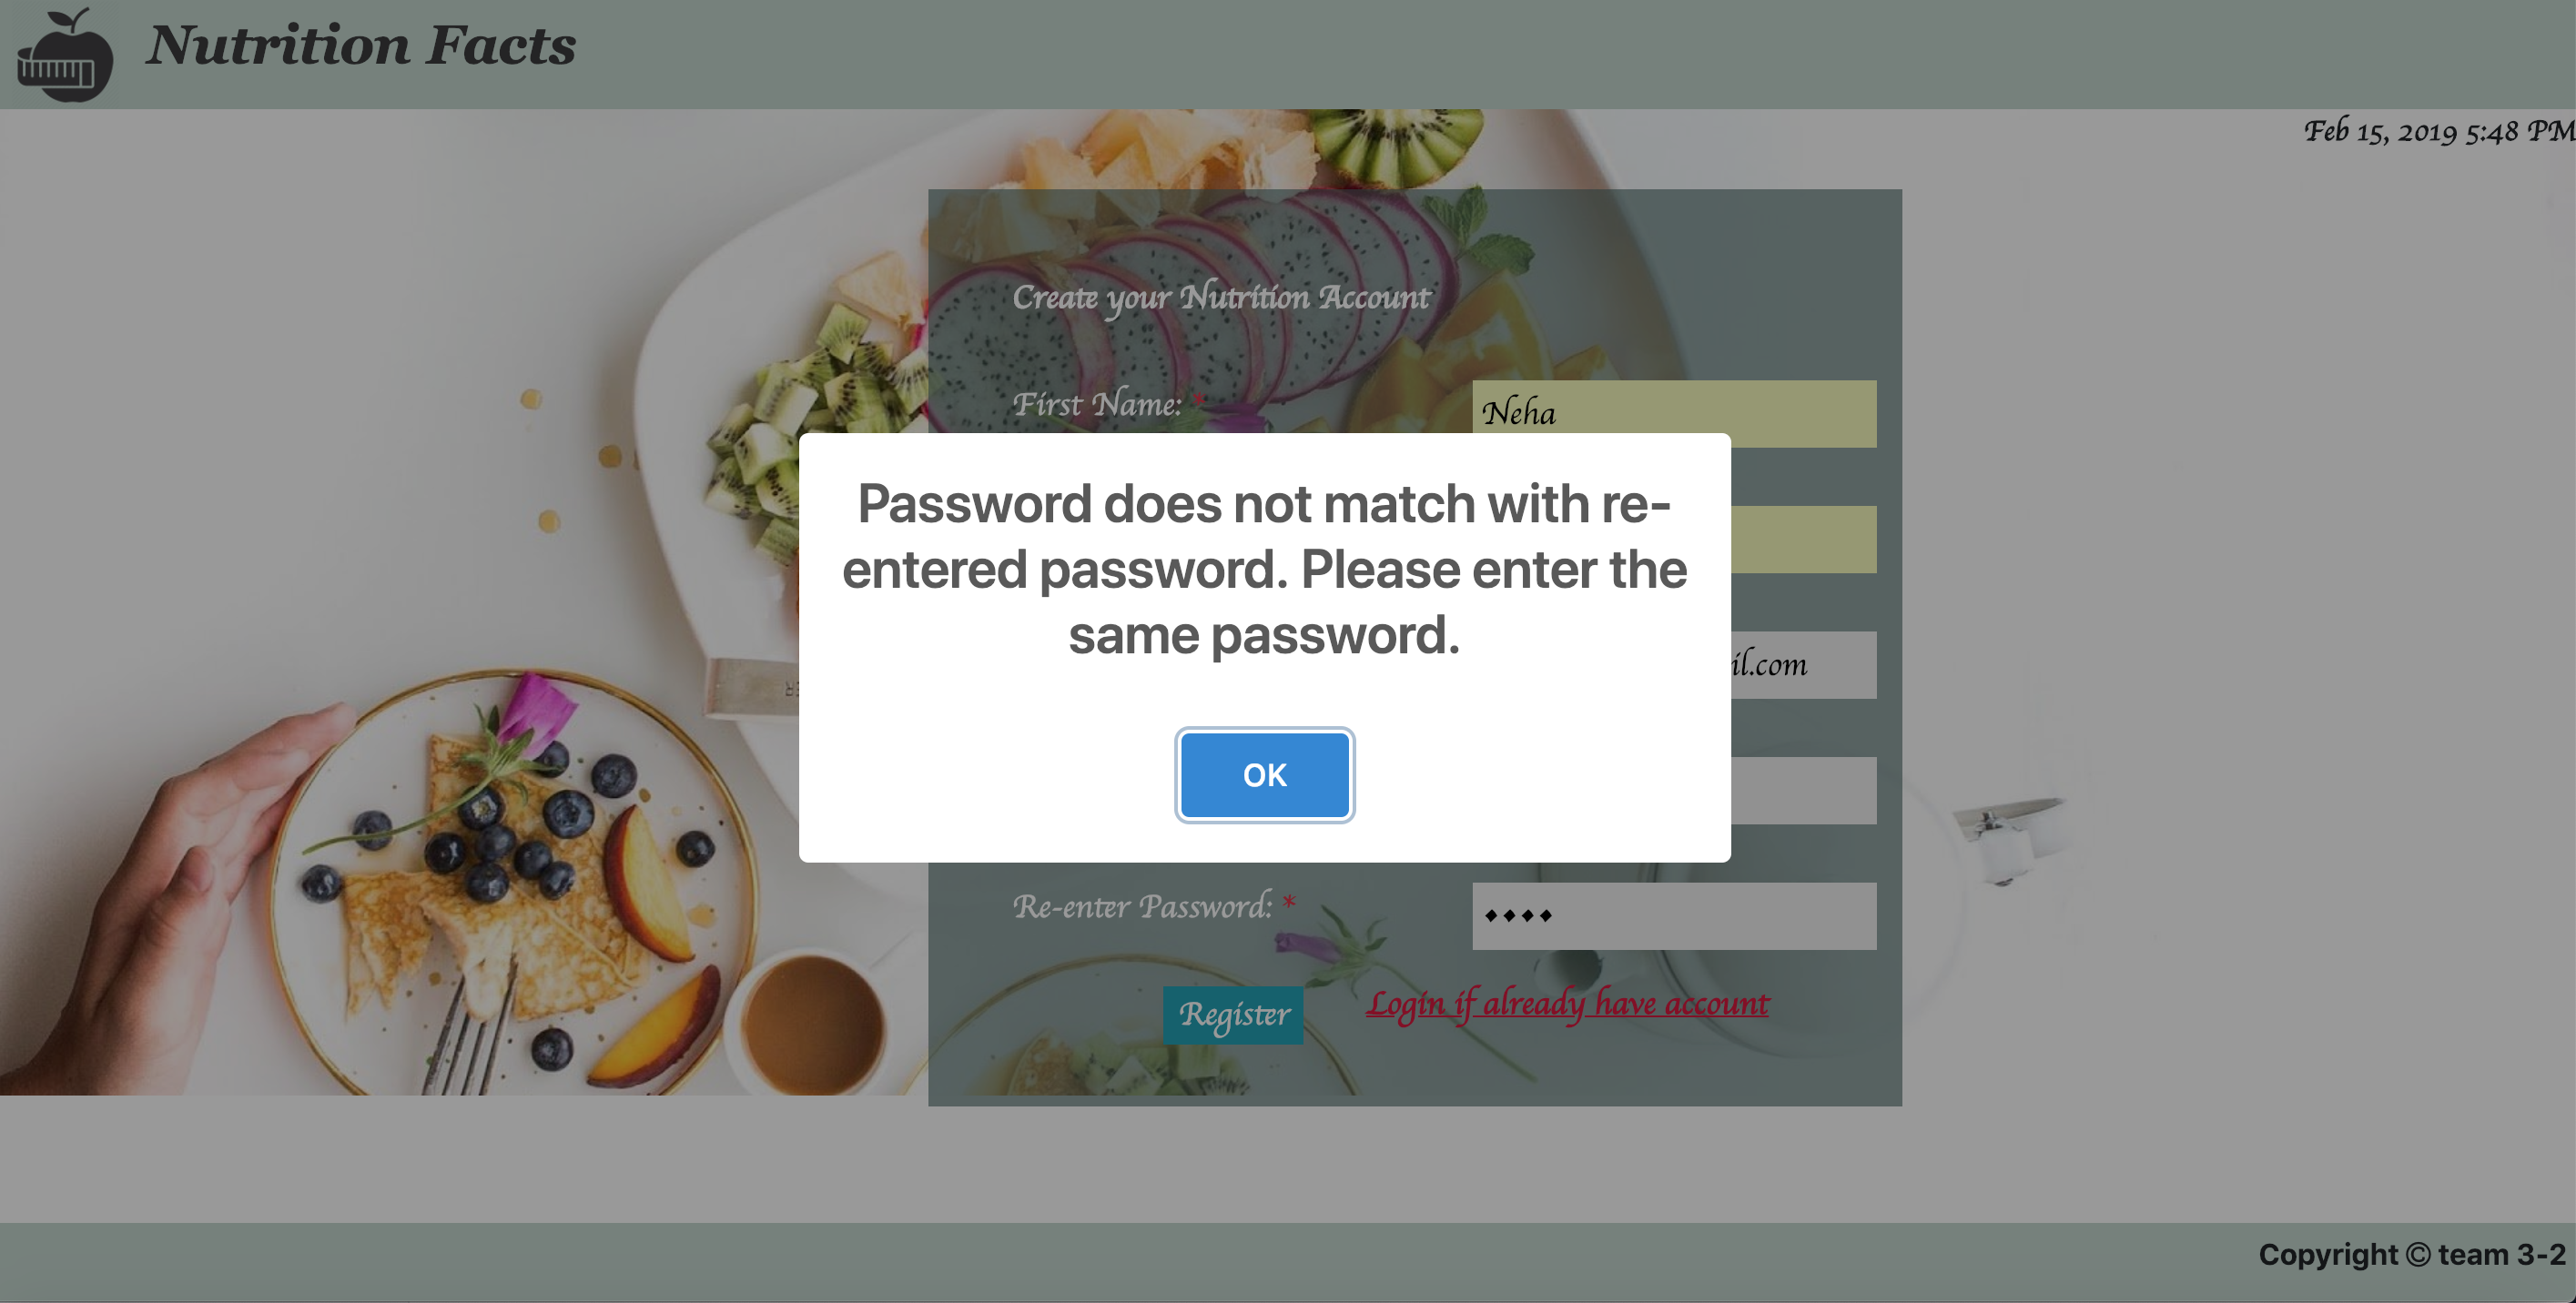 Nutrition Facts
Feb 15, 2019 5:48 PM
Create your Nutrition Account
First Name: *
Neha
Password does not match with re-
entered password. Please enter the
same password.
il.com
OK
Re-enter Password: *
Register
Login if already have account
Copyright © team 3-2